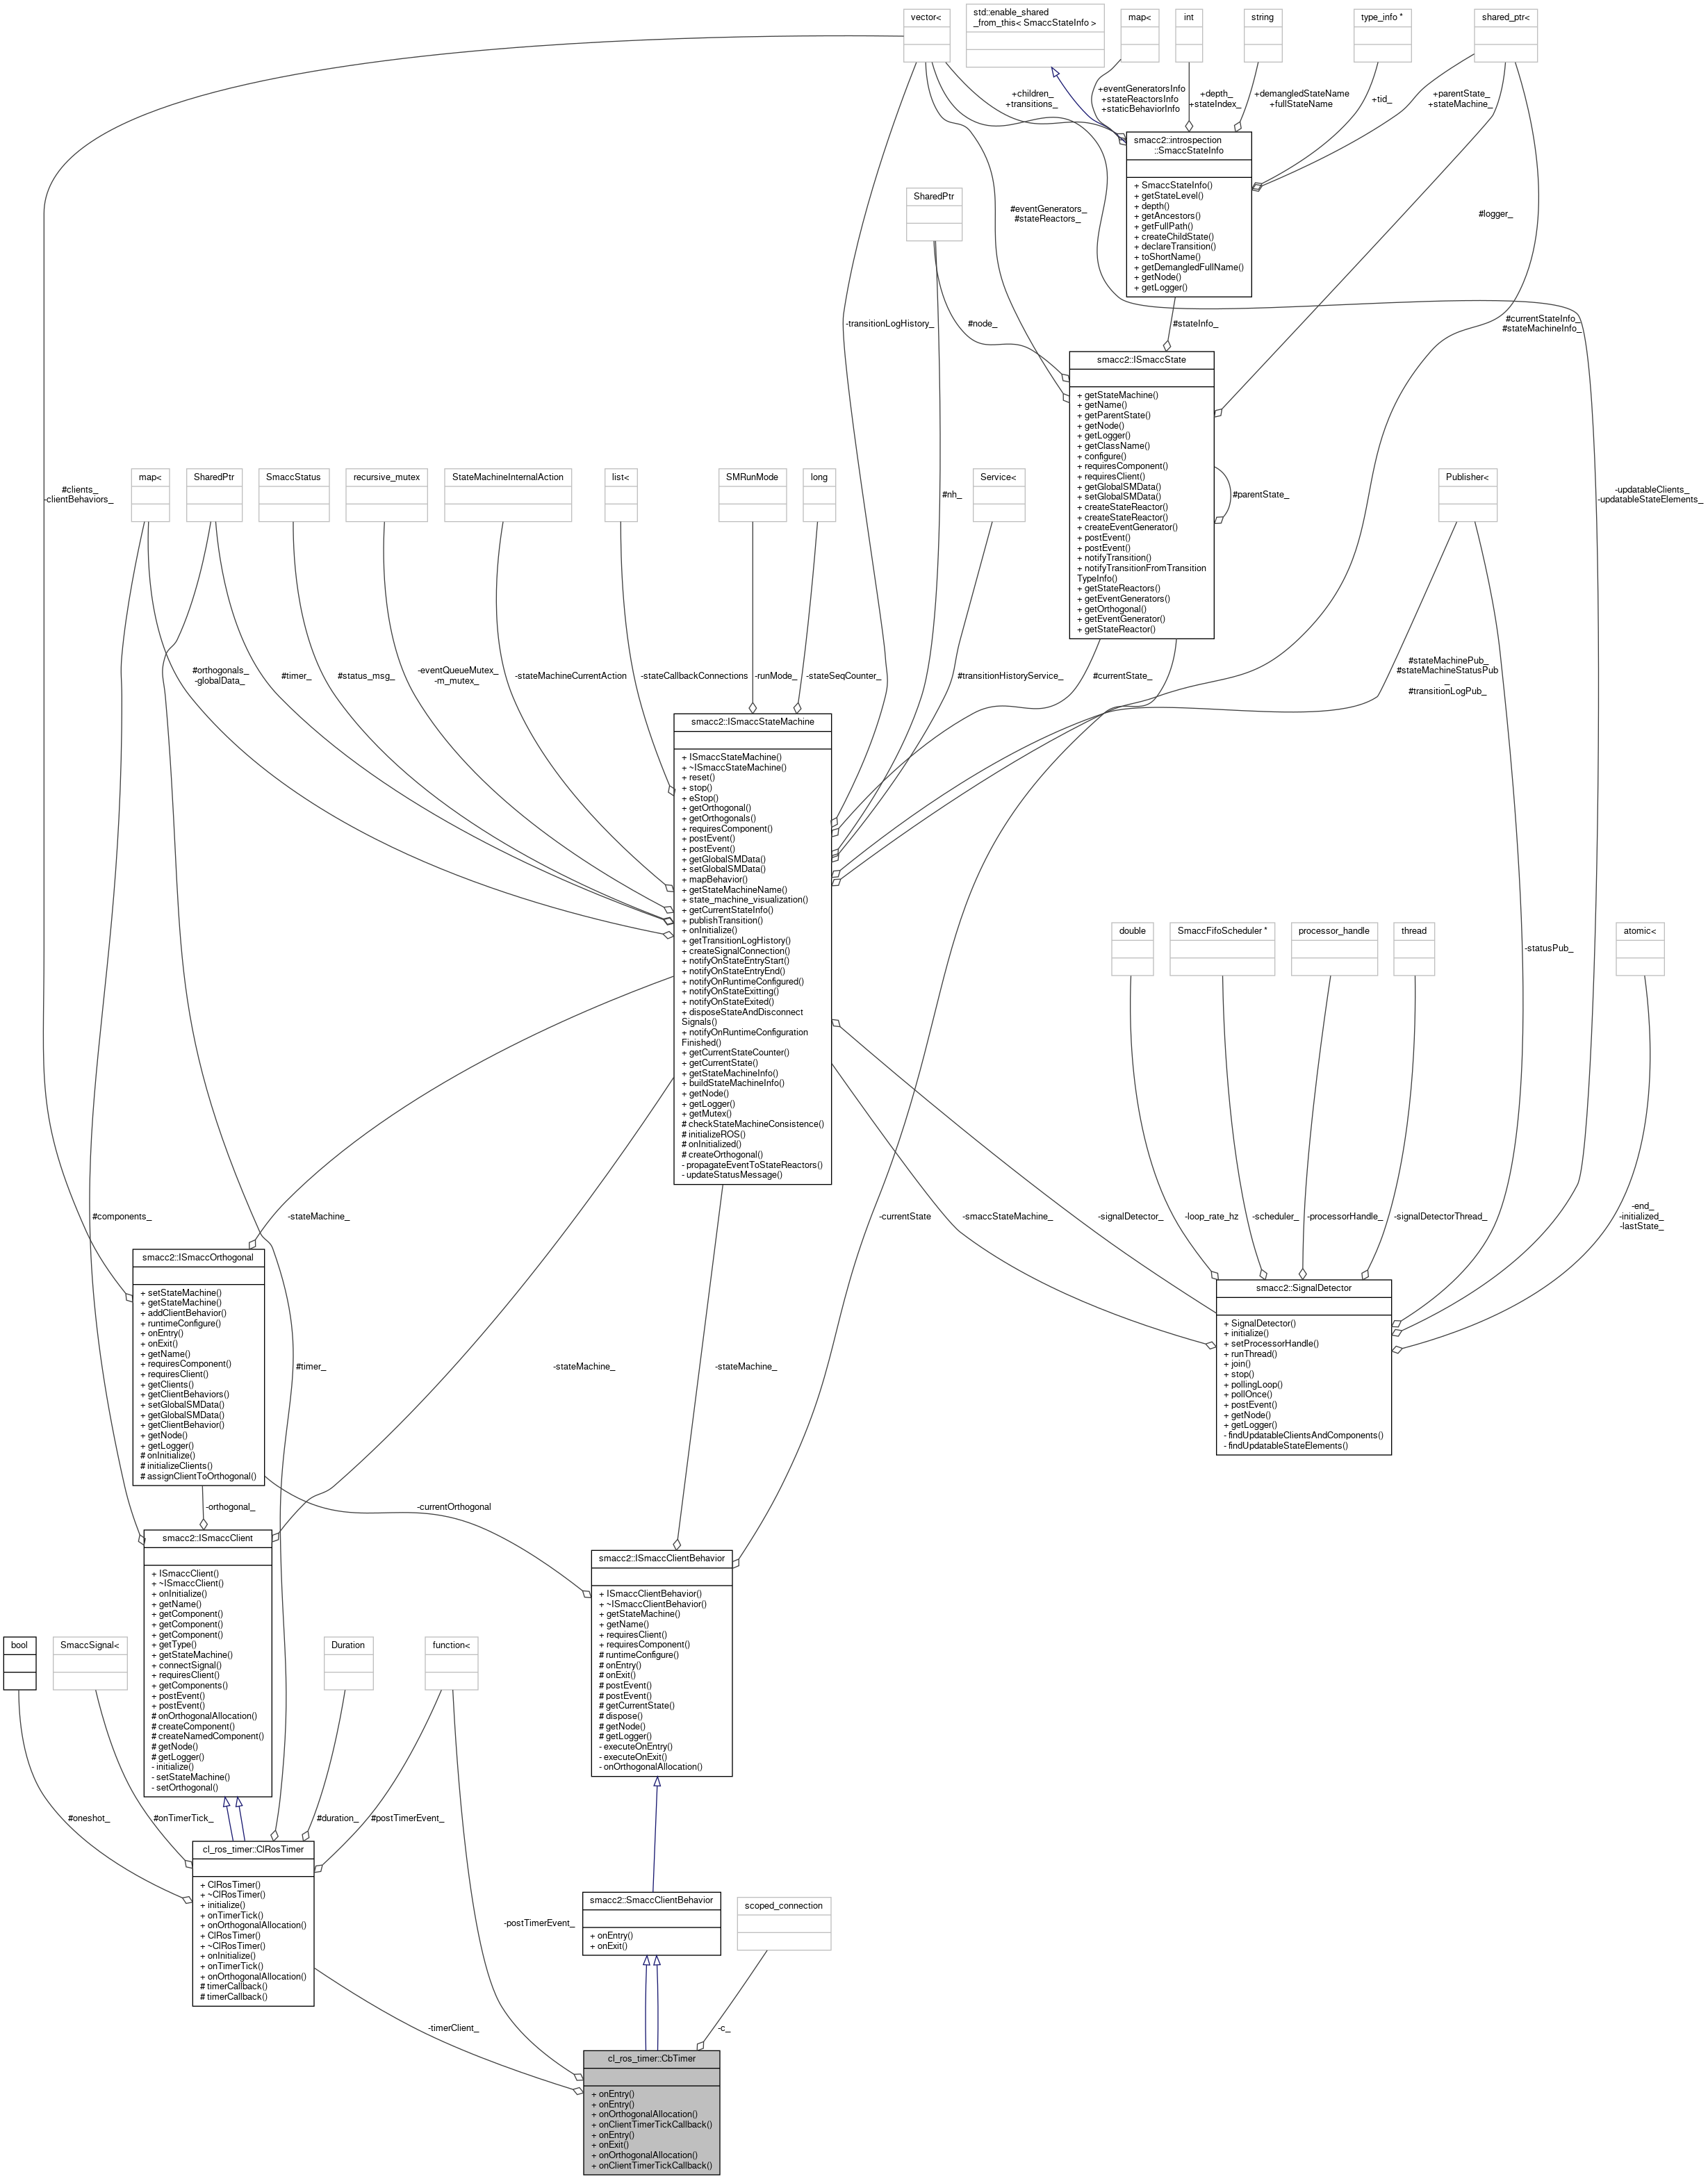 vector<
std::enable_shared
_from_this< SmaccStateInfo >
map<
int
string
type_info *
shared_ptr<
+children_
+transitions_
+eventGeneratorsInfo
+stateReactorsInfo
+staticBehaviorInfo
+depth_
+stateIndex_
+demangledStateName
+fullStateName
+tid_
+parentState_
+stateMachine_
smacc2::introspection
::SmaccStateInfo
+ SmaccStateInfo()
+ getStateLevel()
+ depth()
+ getAncestors()
+ getFullPath()
+ createChildState()
+ declareTransition()
+ toShortName()
+ getDemangledFullName()
+ getNode()
+ getLogger()
SharedPtr
#eventGenerators_
#stateReactors_
#logger_
-transitionLogHistory_
#node_
#stateInfo_
#currentStateInfo_
#stateMachineInfo_
smacc2::ISmaccState
+ getStateMachine()
+ getName()
+ getParentState()
+ getNode()
+ getLogger()
+ getClassName()
+ configure()
+ requiresComponent()
+ requiresClient()
+ getGlobalSMData()
+ setGlobalSMData()
+ createStateReactor()
+ createStateReactor()
+ createEventGenerator()
+ postEvent()
+ postEvent()
+ notifyTransition()
+ notifyTransitionFromTransition
TypeInfo()
+ getStateReactors()
+ getEventGenerators()
+ getOrthogonal()
+ getEventGenerator()
+ getStateReactor()
#parentState_
#clients_
-clientBehaviors_
map<
SharedPtr
SmaccStatus
recursive_mutex
StateMachineInternalAction
list<
SMRunMode
long
#nh_
Service<
Publisher<
-updatableClients_
-updatableStateElements_
#orthogonals_
-globalData_
#timer_
#status_msg_
-eventQueueMutex_
-m_mutex_
-stateMachineCurrentAction
-stateCallbackConnections
-runMode_
-stateSeqCounter_
#transitionHistoryService_
#currentState_
#stateMachinePub_
#stateMachineStatusPub
_
#transitionLogPub_
smacc2::ISmaccStateMachine
+ ISmaccStateMachine()
+ ~ISmaccStateMachine()
+ reset()
+ stop()
+ eStop()
+ getOrthogonal()
+ getOrthogonals()
+ requiresComponent()
+ postEvent()
+ postEvent()
+ getGlobalSMData()
+ setGlobalSMData()
+ mapBehavior()
+ getStateMachineName()
+ state_machine_visualization()
+ getCurrentStateInfo()
+ publishTransition()
+ onInitialize()
+ getTransitionLogHistory()
+ createSignalConnection()
+ notifyOnStateEntryStart()
+ notifyOnStateEntryEnd()
+ notifyOnRuntimeConfigured()
+ notifyOnStateExitting()
+ notifyOnStateExited()
+ disposeStateAndDisconnect
Signals()
+ notifyOnRuntimeConfiguration
Finished()
+ getCurrentStateCounter()
+ getCurrentState()
+ getStateMachineInfo()
+ buildStateMachineInfo()
+ getNode()
+ getLogger()
+ getMutex()
# checkStateMachineConsistence()
# initializeROS()
# onInitialized()
# createOrthogonal()
- propagateEventToStateReactors()
- updateStatusMessage()
double
SmaccFifoScheduler *
processor_handle
thread
-statusPub_
atomic<
#components_
-stateMachine_
-currentState
-smaccStateMachine_
-signalDetector_
-loop_rate_hz
-scheduler_
-processorHandle_
-signalDetectorThread_
-end_
-initialized_
-lastState_
smacc2::ISmaccOrthogonal
+ setStateMachine()
+ getStateMachine()
+ addClientBehavior()
+ runtimeConfigure()
+ onEntry()
+ onExit()
+ getName()
+ requiresComponent()
+ requiresClient()
+ getClients()
+ getClientBehaviors()
+ setGlobalSMData()
+ getGlobalSMData()
+ getClientBehavior()
+ getNode()
+ getLogger()
# onInitialize()
# initializeClients()
# assignClientToOrthogonal()
smacc2::SignalDetector
+ SignalDetector()
+ initialize()
+ setProcessorHandle()
+ runThread()
+ join()
+ stop()
+ pollingLoop()
+ pollOnce()
+ postEvent()
+ getNode()
+ getLogger()
- findUpdatableClientsAndComponents()
- findUpdatableStateElements()
#timer_
-stateMachine_
-stateMachine_
-orthogonal_
-currentOrthogonal
smacc2::ISmaccClient
+ ISmaccClient()
+ ~ISmaccClient()
+ onInitialize()
+ getName()
+ getComponent()
+ getComponent()
+ getComponent()
+ getType()
+ getStateMachine()
+ connectSignal()
+ requiresClient()
+ getComponents()
+ postEvent()
+ postEvent()
# onOrthogonalAllocation()
# createComponent()
# createNamedComponent()
# getNode()
# getLogger()
- initialize()
- setStateMachine()
- setOrthogonal()
smacc2::ISmaccClientBehavior
+ ISmaccClientBehavior()
+ ~ISmaccClientBehavior()
+ getStateMachine()
+ getName()
+ requiresClient()
+ requiresComponent()
# runtimeConfigure()
# onEntry()
# onExit()
# postEvent()
# postEvent()
# getCurrentState()
# dispose()
# getNode()
# getLogger()
- executeOnEntry()
- executeOnExit()
- onOrthogonalAllocation()
bool
SmaccSignal<
Duration
function<
#oneshot_
#onTimerTick_
#duration_
#postTimerEvent_
cl_ros_timer::ClRosTimer
+ ClRosTimer()
+ ~ClRosTimer()
+ initialize()
+ onTimerTick()
+ onOrthogonalAllocation()
+ ClRosTimer()
+ ~ClRosTimer()
+ onInitialize()
+ onTimerTick()
+ onOrthogonalAllocation()
# timerCallback()
# timerCallback()
smacc2::SmaccClientBehavior
+ onEntry()
+ onExit()
scoped_connection
-postTimerEvent_
-timerClient_
-c_
cl_ros_timer::CbTimer
+ onEntry()
+ onEntry()
+ onOrthogonalAllocation()
+ onClientTimerTickCallback()
+ onEntry()
+ onExit()
+ onOrthogonalAllocation()
+ onClientTimerTickCallback()